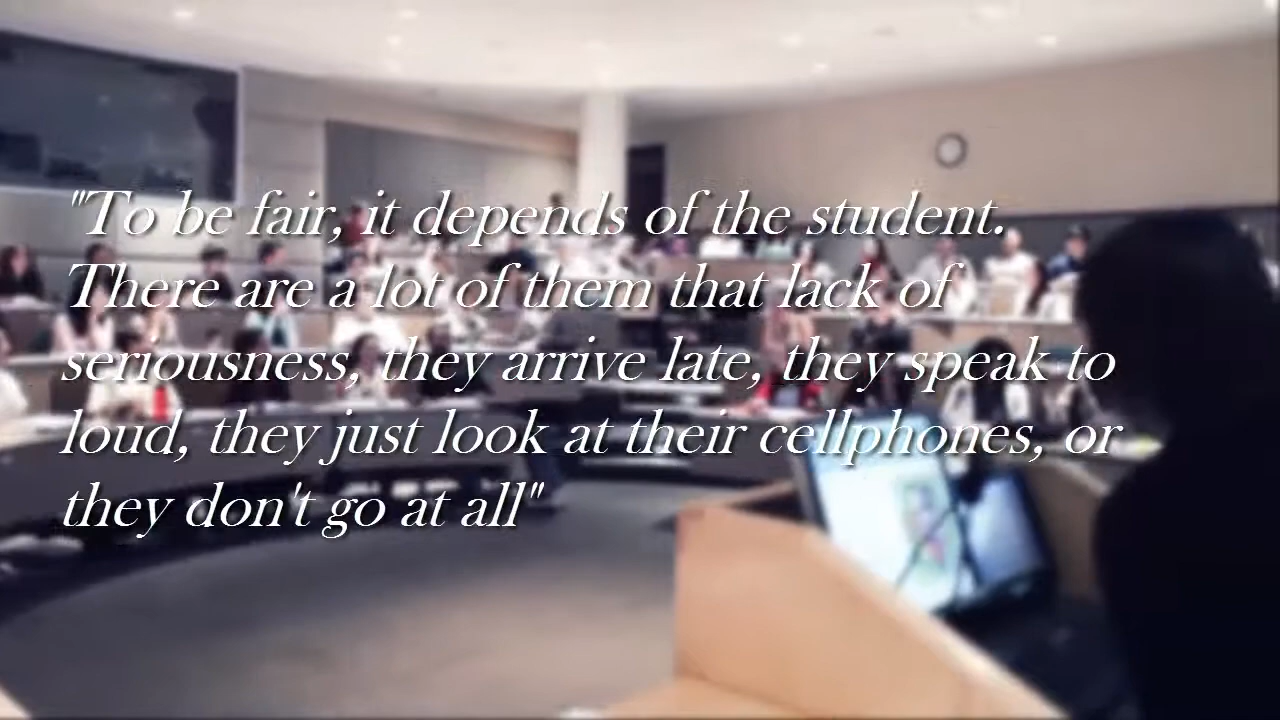 "To be fair, it depends of the student.
There are a lot of them that lack of
seriousness, they arrive late, they speak to
loud, they just look at their cellphones, or
they don't go at all"